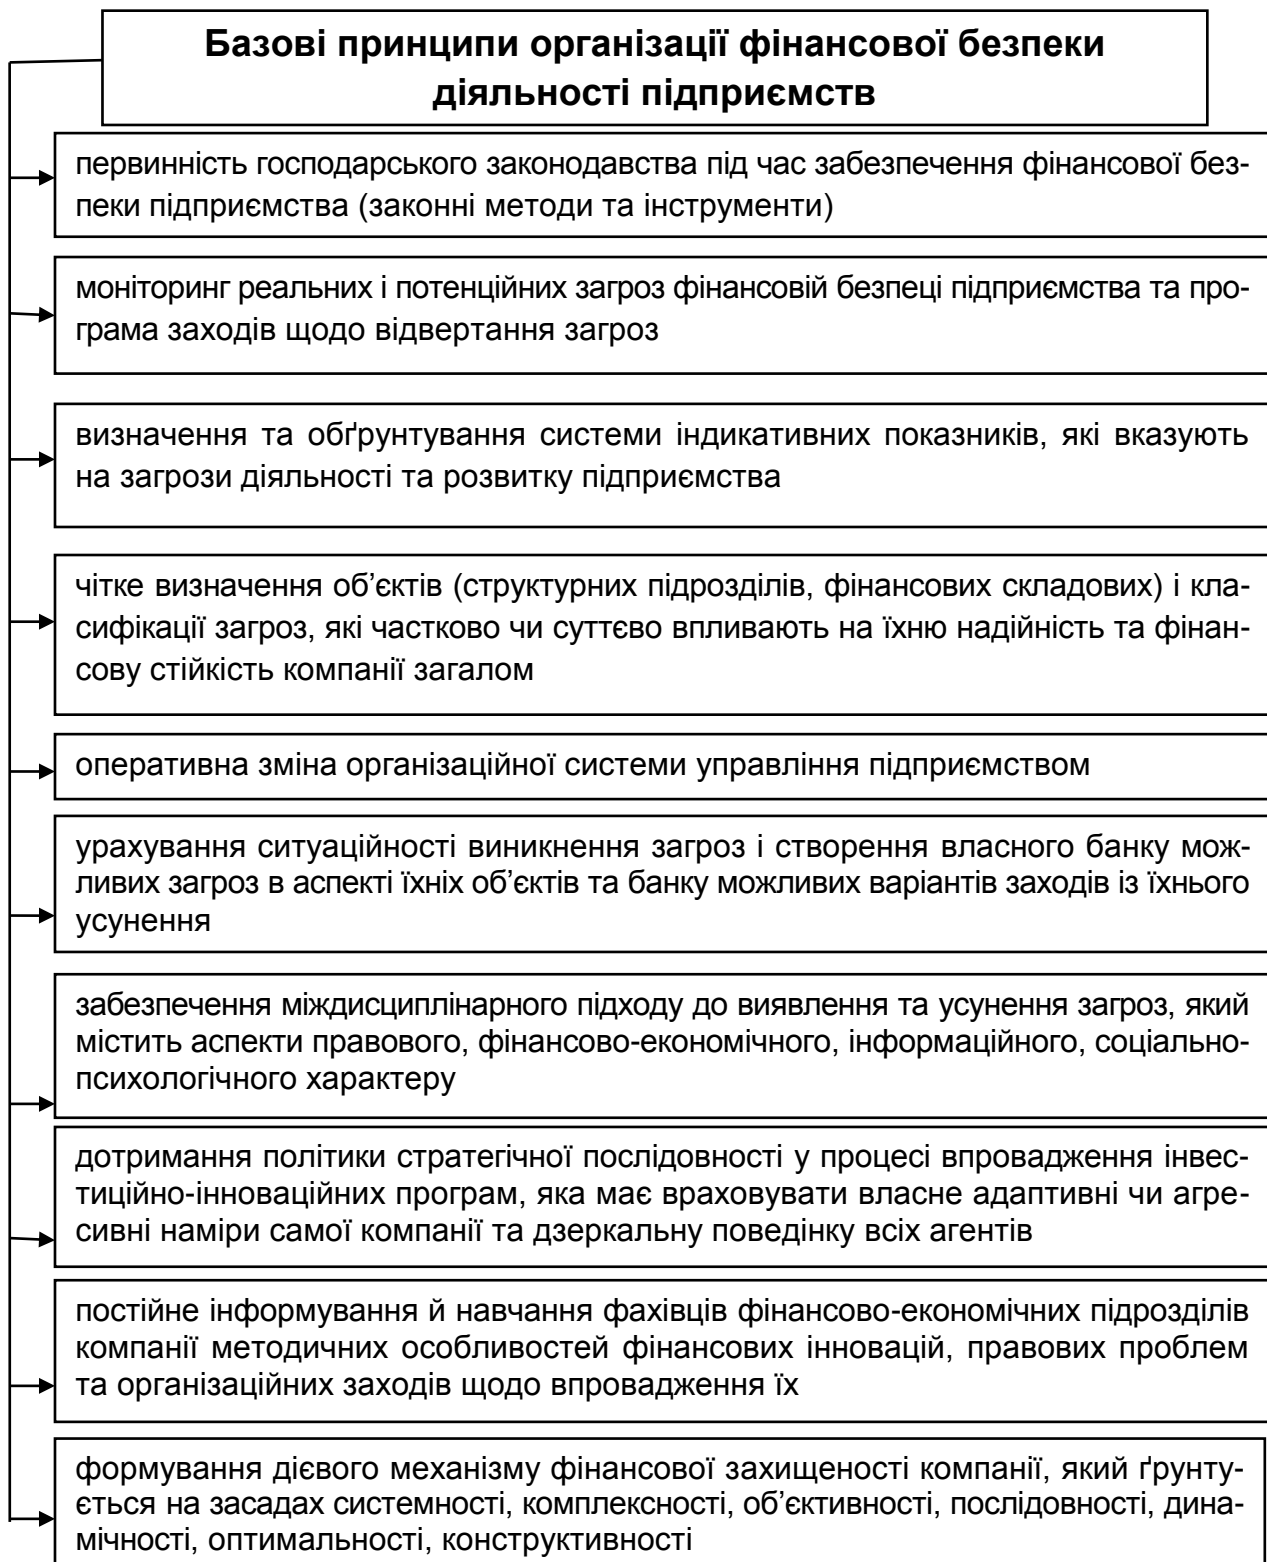 Базові принципи організації фінансової безпеки
діяльності підприємств
первинність господарського законодавства під час забезпечення фінансової без-
пеки підприємства (законні методи та інструменти)
моніторинг реальних і потенційних загроз фінансовій безпеці підприємства та про-
грама заходів щодо відвертання загроз
визначення та обґрунтування системи індикативних показників, які вказують
на загрози діяльності та розвитку підприємства
чітке визначення об’єктів (структурних підрозділів, фінансових складових) і кла-
сифікації загроз, які частково чи суттєво впливають на їхню надійність та фінан-
сову стійкість компанії загалом
оперативна зміна організаційної системи управління підприємством
урахування ситуаційності виникнення загроз і створення власного банку мож-
ливих загроз в аспекті їхніх об’єктів та банку можливих варіантів заходів із їхнього
усунення
забезпечення міждисциплінарного підходу до виявлення та усунення загроз, який
містить аспекти правового, фінансово-економічного, інформаційного, соціально-
психологічного характеру
дотримання політики стратегічної послідовності у процесі впровадження інвес-
тиційно-інноваційних програм, яка має враховувати власне адаптивні чи агре-
сивні наміри самої компанії та дзеркальну поведінку всіх агентів
постійне інформування й навчання фахівців фінансово-економічних підрозділів
компанії методичних особливостей фінансових інновацій, правових проблем
та організаційних заходів щодо впровадження їх
формування дієвого механізму фінансової захищеності компанії, який ґрунту-
ється на засадах системності, комплексності, об’єктивності, послідовності, дина-
мічності, оптимальності, конструктивності